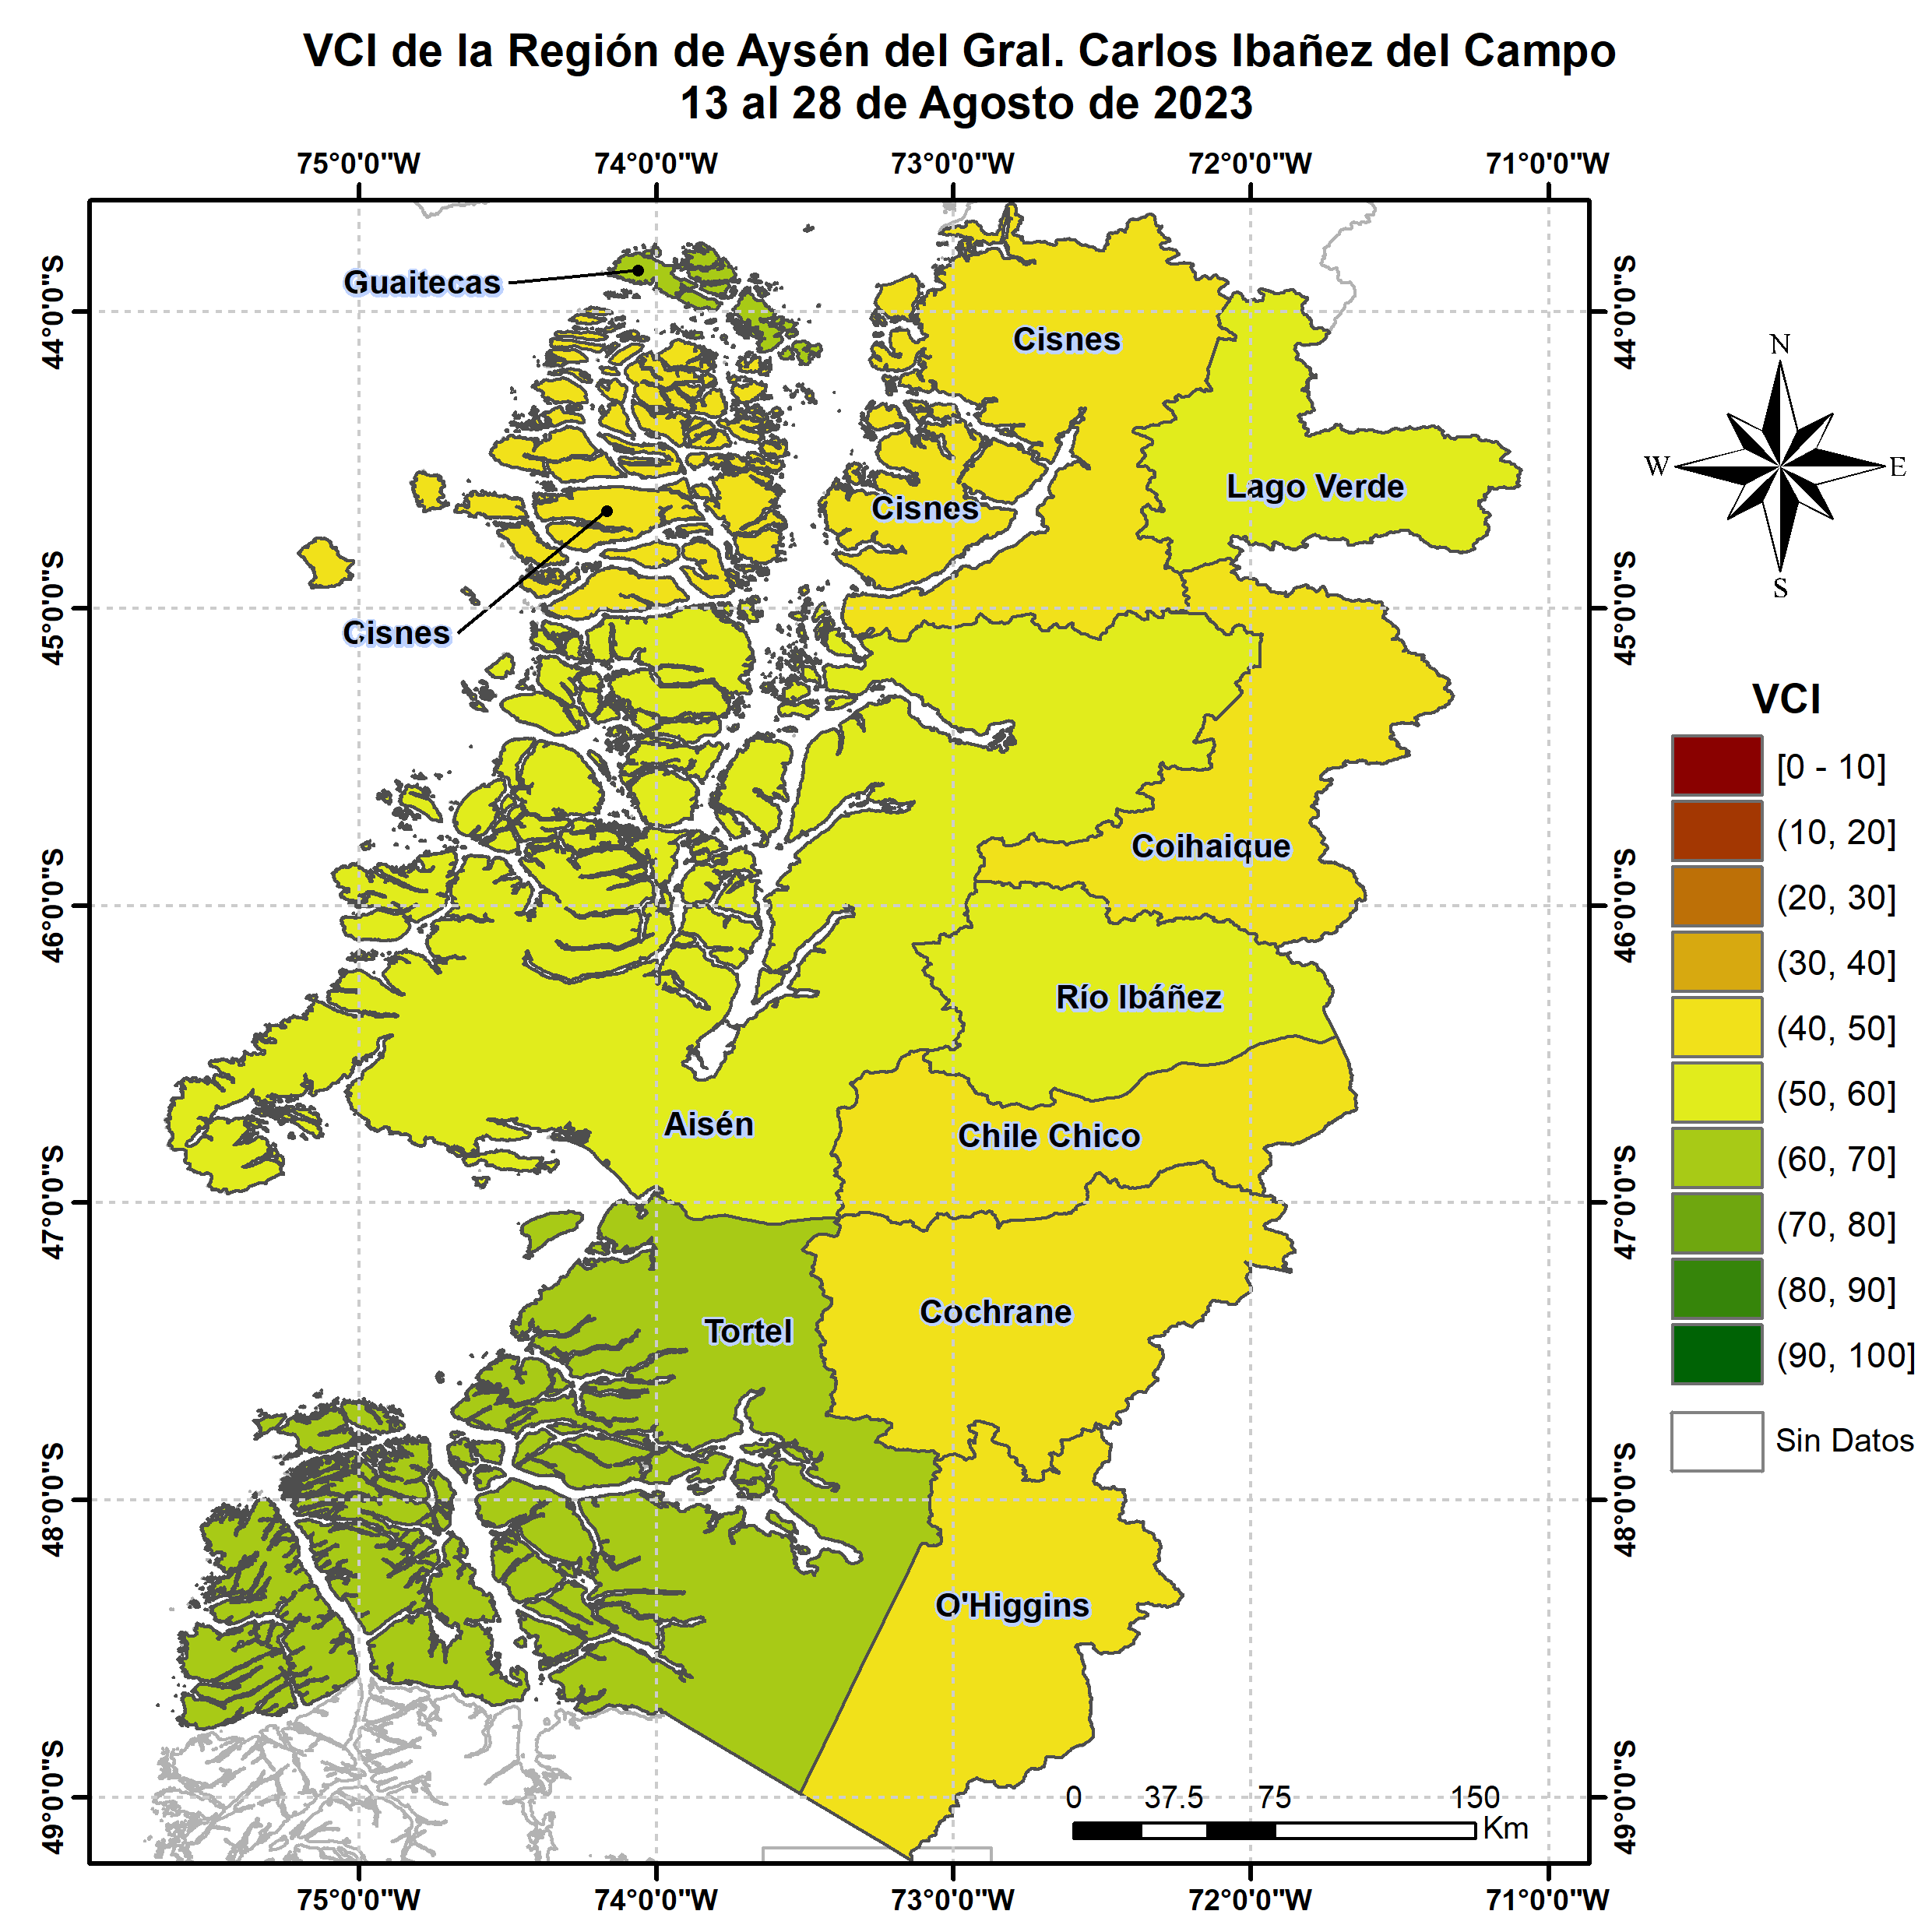 VCI de la Región de Aysén del Gral. Carlos Ibañez del Campo
13 al 28 de Agosto de 2023
75°0'0"W 74°0'0"W 73°0'0"W 72°0'0"W 71°0'0"W
44°0'0"S
45°0'0"S
46°0'0"S
47°0'0"S
48°0'0"S
49°0'0"S
Guaitecas
Cisnes
Lago Verde
Cisnes
Cisnes
Coihaique
Río Ibáñez
Aisén
Chile Chico
Cochrane
Tortel
O'Higgins
0 37.5 75 150
Km
44°0'0"S
45°0'0"S
46°0'0"S
47°0'0"S
48°0'0"S
49°0'0"S
75°0'0"W 74°0'0"W 73°0'0"W 72°0'0"W 71°0'0"W
N
W E
S
VCI
[0 - 10]
(10, 20]
(20, 30]
(30, 40]
(40, 50]
(50, 60]
(60, 70]
(70, 80]
(80, 90]
(90, 100]
Sin Datos